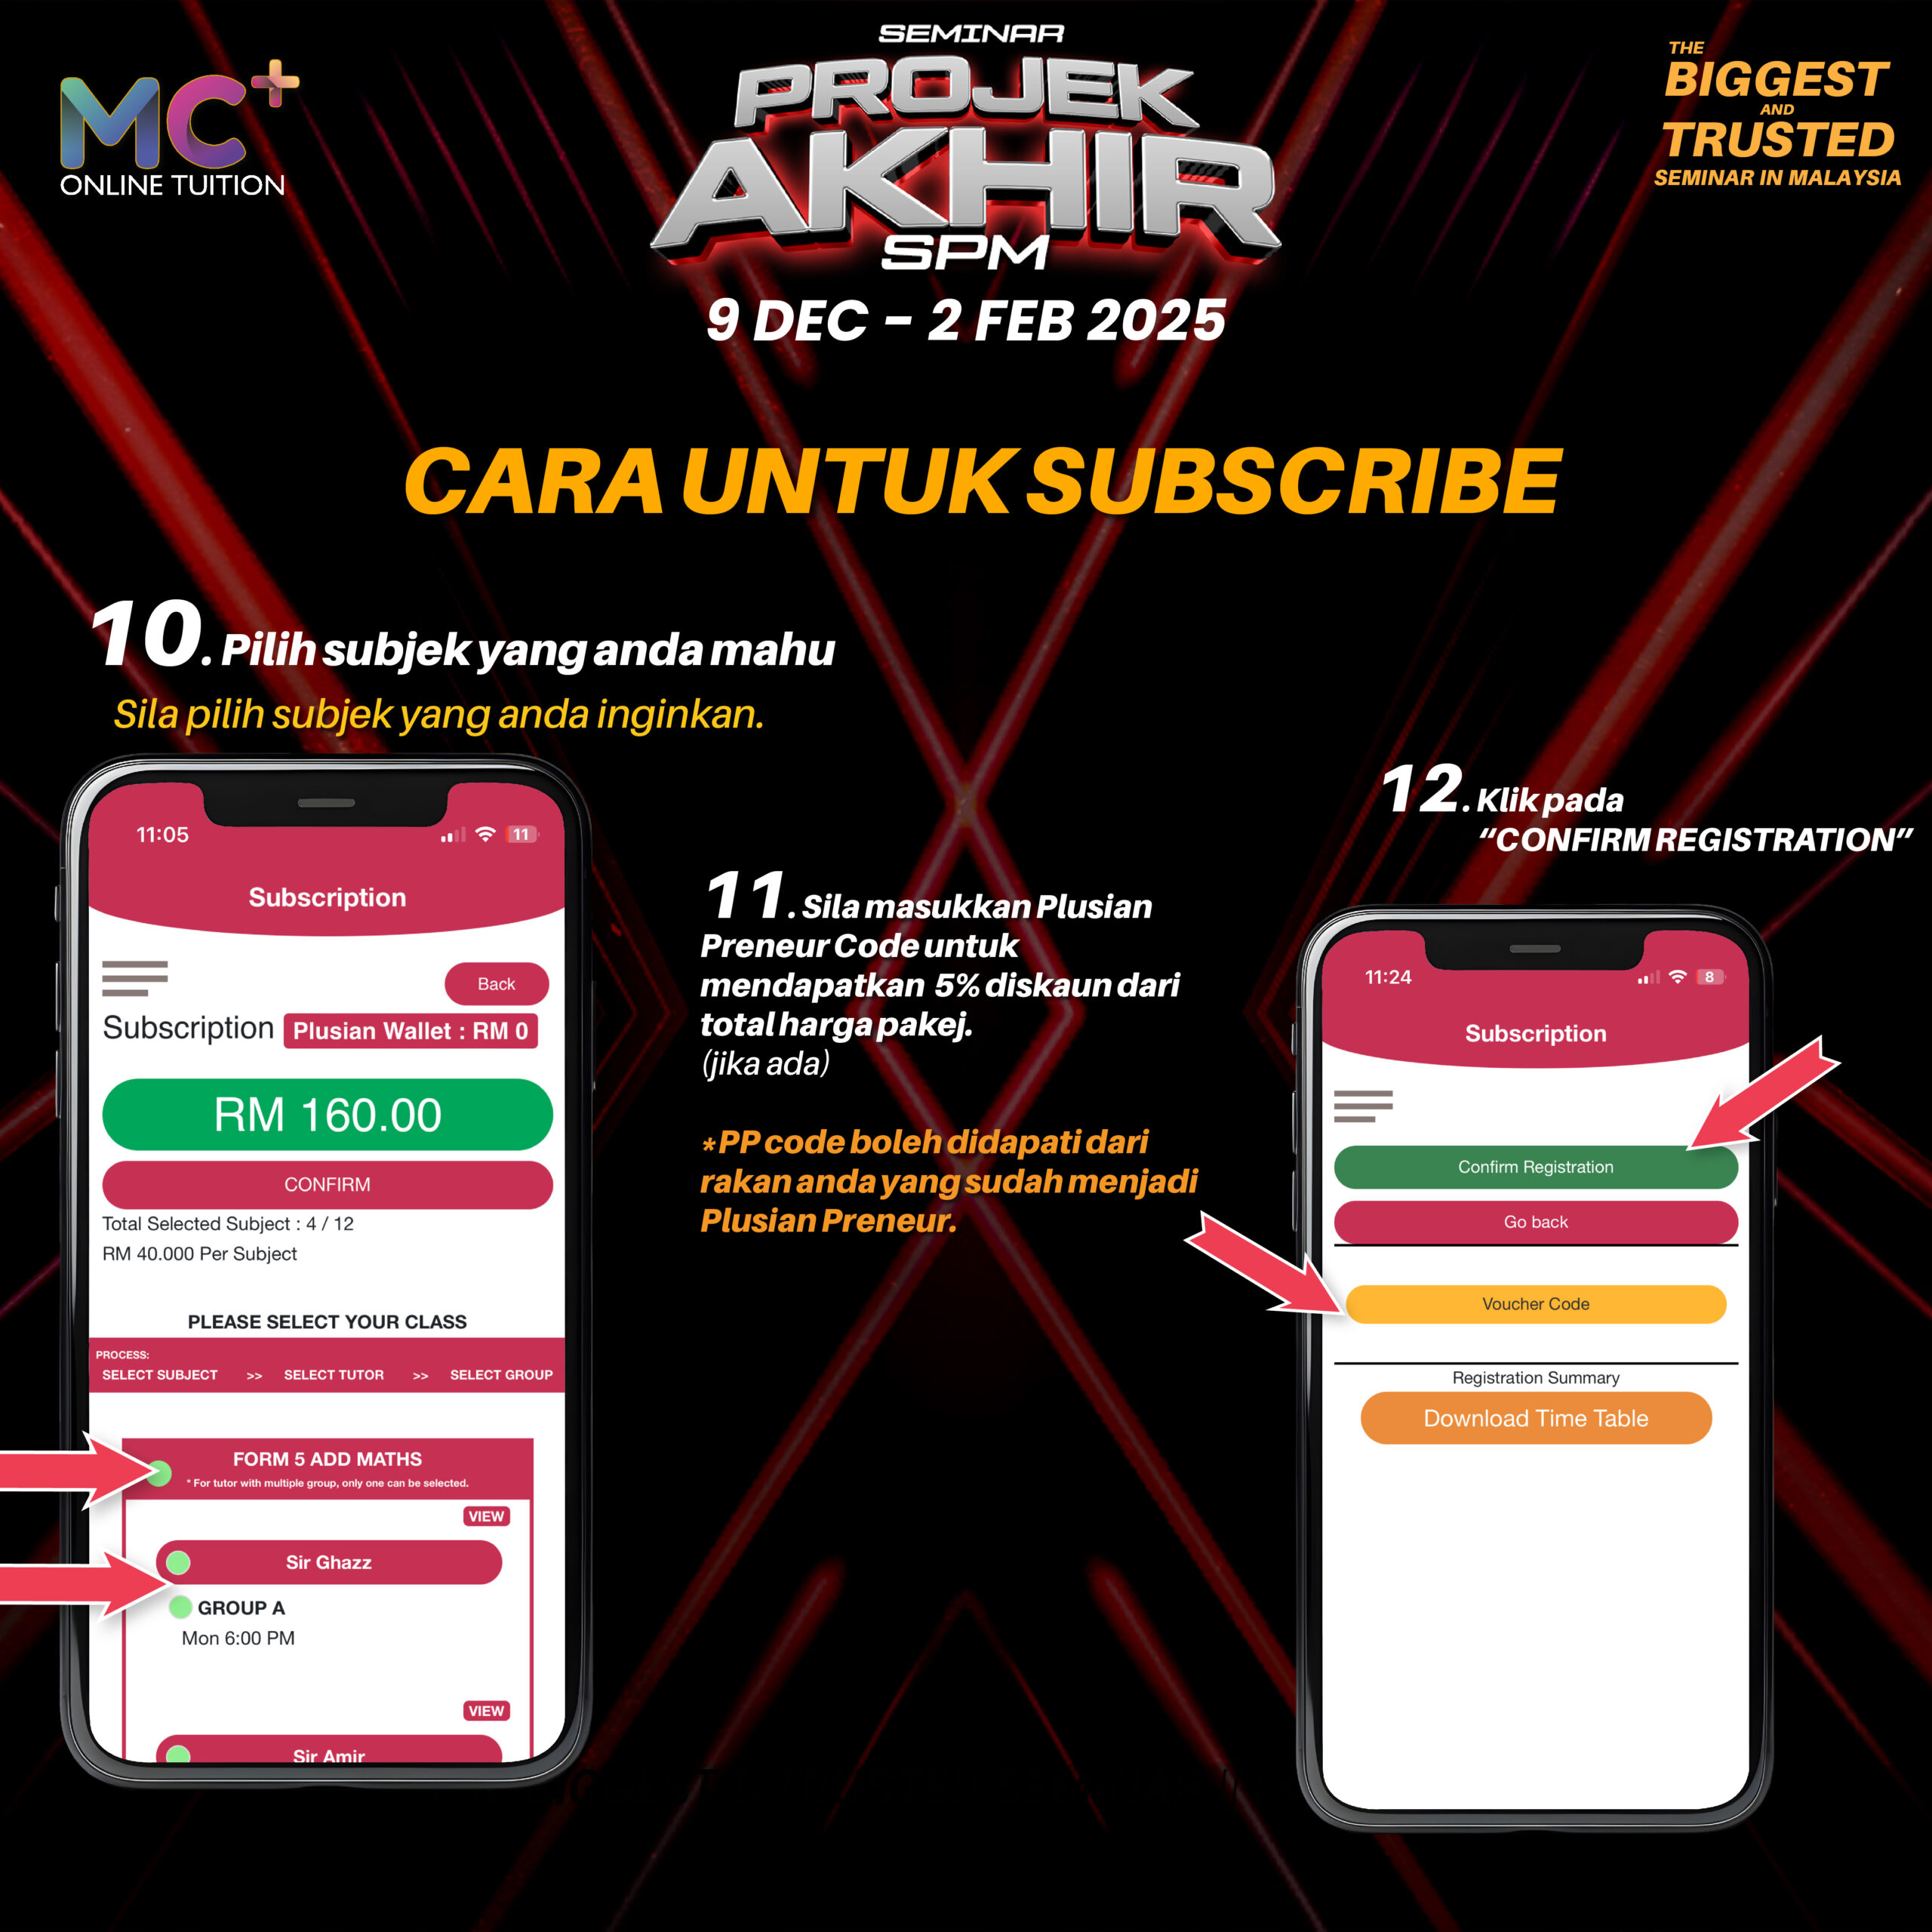 MC+
ONLINE TUITION
SEMINAR
PROJEK
AKHIR
SPM
9 DEC - 2 FEB 2025
THE
BIGGEST
AND
TRUSTED
SEMINAR IN MALAYSIA
CARA UNTUK SUBSCRIBE
10. Pilih subjek yang anda mahu
Sila pilih subjek yang anda inginkan.
11:05
11
Subscription
Back
Subscription Plusian Wallet : RM 0
RM 160.00
CONFIRM
Total Selected Subject : 4 / 12
RM 40.000 Per Subject
PLEASE SELECT YOUR CLASS
PROCESS:
SELECT SUBJECT >> SELECT TUTOR >> SELECT GROUP
FORM 5 ADD MATHS
* For tutor with multiple group, only one can be selected.
VIEW
Sir Ghazz
GROUP A
Mon 6:00 PM
VIEW
Sir Amir
11. Sila masukkan Plusian
Preneur Code untuk
mendapatkan 5% diskaun dari
total harga pakej.
(jika ada)
*PP code boleh didapati dari
rakan anda yang sudah menjadi
Plusian Preneur.
12. Klik pada
"CONFIRM REGISTRATION"
11:24
8
Subscription
Confirm Registration
Go back
Voucher Code
Registration Summary
Download Time Table